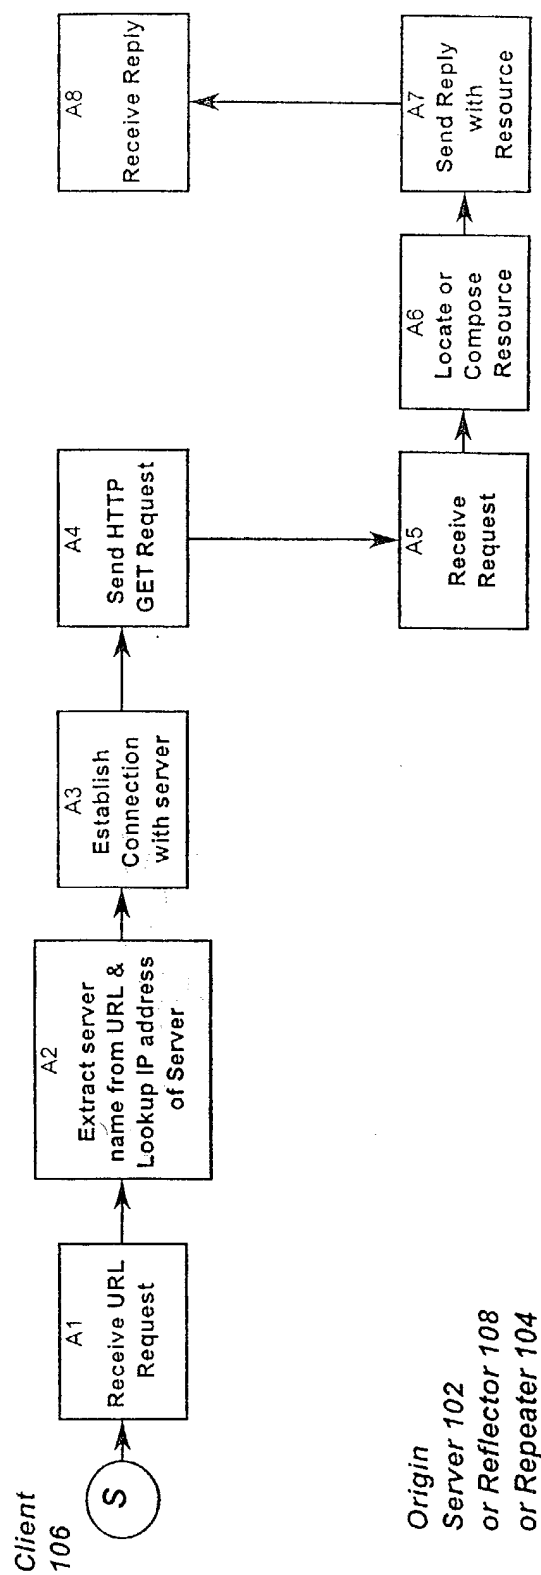 Client
106
S
A1
Receive URL
Request
A2
Extract server
name from URL &
Lookup IP address
of Server
A3
Establish
Connection
with server
A4
Send HTTP
GET Request
A8
Receive Reply
Origin
Server 102
or Reflector 108
or Repeater 104
A5
Receive
Request
A6
Locate or
Compose
Resource
A7
Send Reply
with
Resource